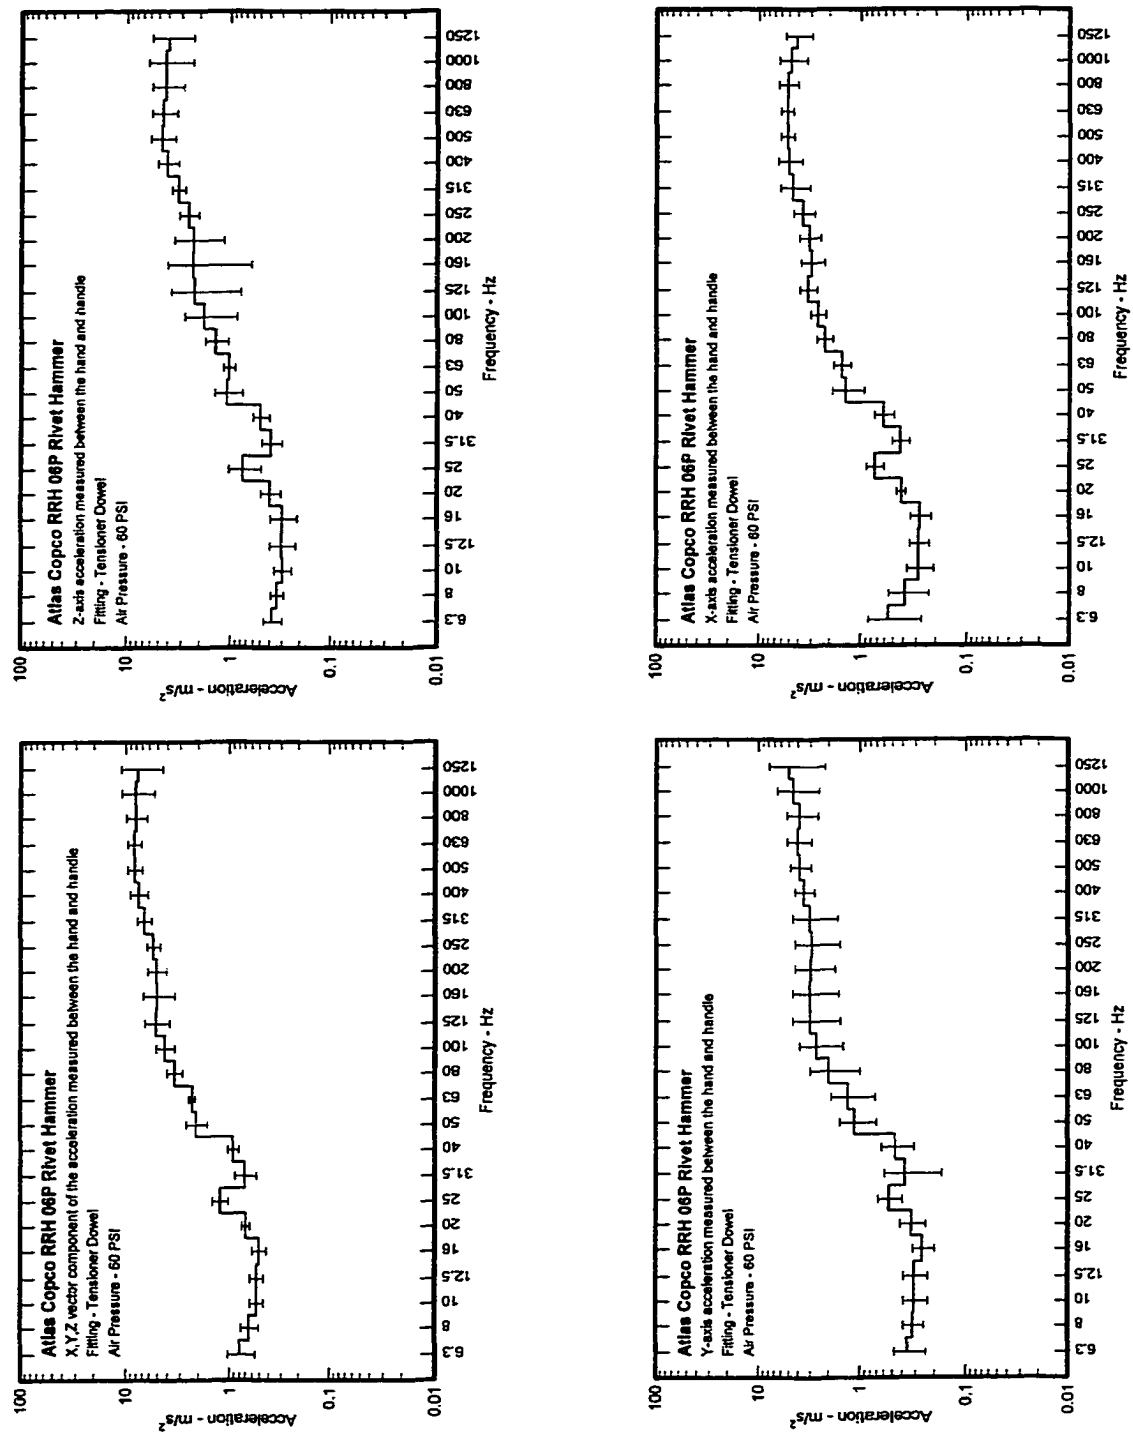 Atlas Copco RRH 06P Rivet Hammer
X,Y,Z vector component of the acceleration measured between the hand and handle
Fitting - Tensioner Dowel
Air Pressure - 60 PSI
Acceleration - m/s²
100
10
1
0.1
0.01
6.3 8 10 12.5 16 20 25 31.5 40 50 63 80 100 125 160 200 250 315 400 500 630 800 1000 1250
Frequency - Hz
Atlas Copco RRH 06P Rivet Hammer
Z-axis acceleration measured between the hand and handle
Fitting - Tensioner Dowel
Air Pressure - 60 PSI
Acceleration - m/s²
100
10
1
0.1
0.01
6.3 8 10 12.5 16 20 25 31.5 40 50 63 80 100 125 160 200 250 315 400 500 630 800 1000 1250
Frequency - Hz
Atlas Copco RRH 06P Rivet Hammer
Y-axis acceleration measured between the hand and handle
Fitting - Tensioner Dowel
Air Pressure - 60 PSI
Acceleration - m/s²
100
10
1
0.1
0.01
6.3 8 10 12.5 16 20 25 31.5 40 50 63 80 100 125 160 200 250 315 400 500 630 800 1000 1250
Frequency - Hz
Atlas Copco RRH 06P Rivet Hammer
X-axis acceleration measured between the hand and handle
Fitting - Tensioner Dowel
Air Pressure - 60 PSI
Acceleration - m/s²
100
10
1
0.1
0.01
6.3 8 10 12.5 16 20 25 31.5 40 50 63 80 100 125 160 200 250 315 400 500 630 800 1000 1250
Frequency - Hz